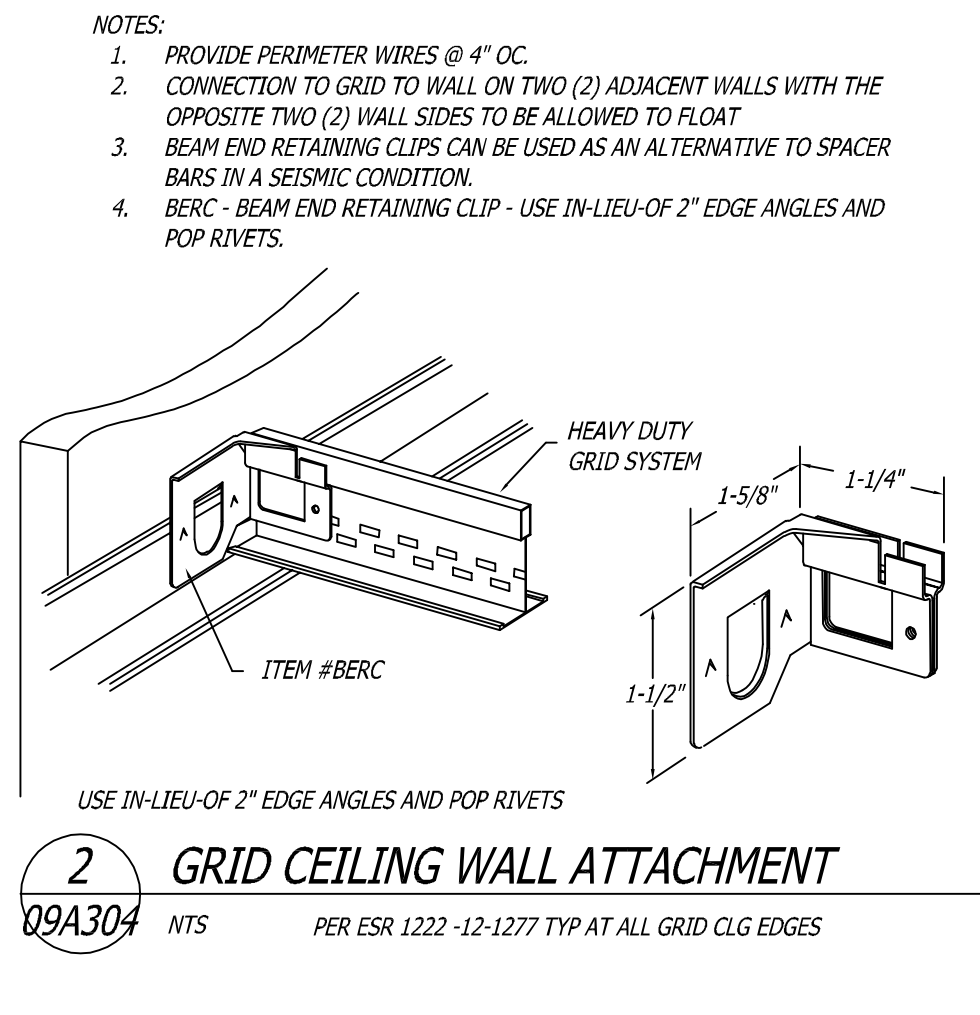 NOTES:
1. PROVIDE PERIMETER WIRES @ 4" OC.
2. CONNECTION TO GRID TO WALL ON TWO (2) ADJACENT WALLS WITH THE
OPPOSITE TWO (2) WALL SIDES TO BE ALLOWED TO FLOAT
3. BEAM END RETAINING CLIPS CAN BE USED AS AN ALTERNATIVE TO SPACER
BARS IN A SEISMIC CONDITION.
4. BERC - BEAM END RETAINING CLIP - USE IN-LIEU-OF 2" EDGE ANGLES AND
POP RIVETS.
HEAVY DUTY
GRID SYSTEM
1-5/8"
1-1/4"
ITEM #BERC
1-1/2"
USE IN-LIEU-OF 2" EDGE ANGLES AND POP RIVETS
2
GRID CEILING WALL ATTACHMENT
09A304
NTS
PER ESR 1222 -12-1277 TYP AT ALL GRID CLG EDGES